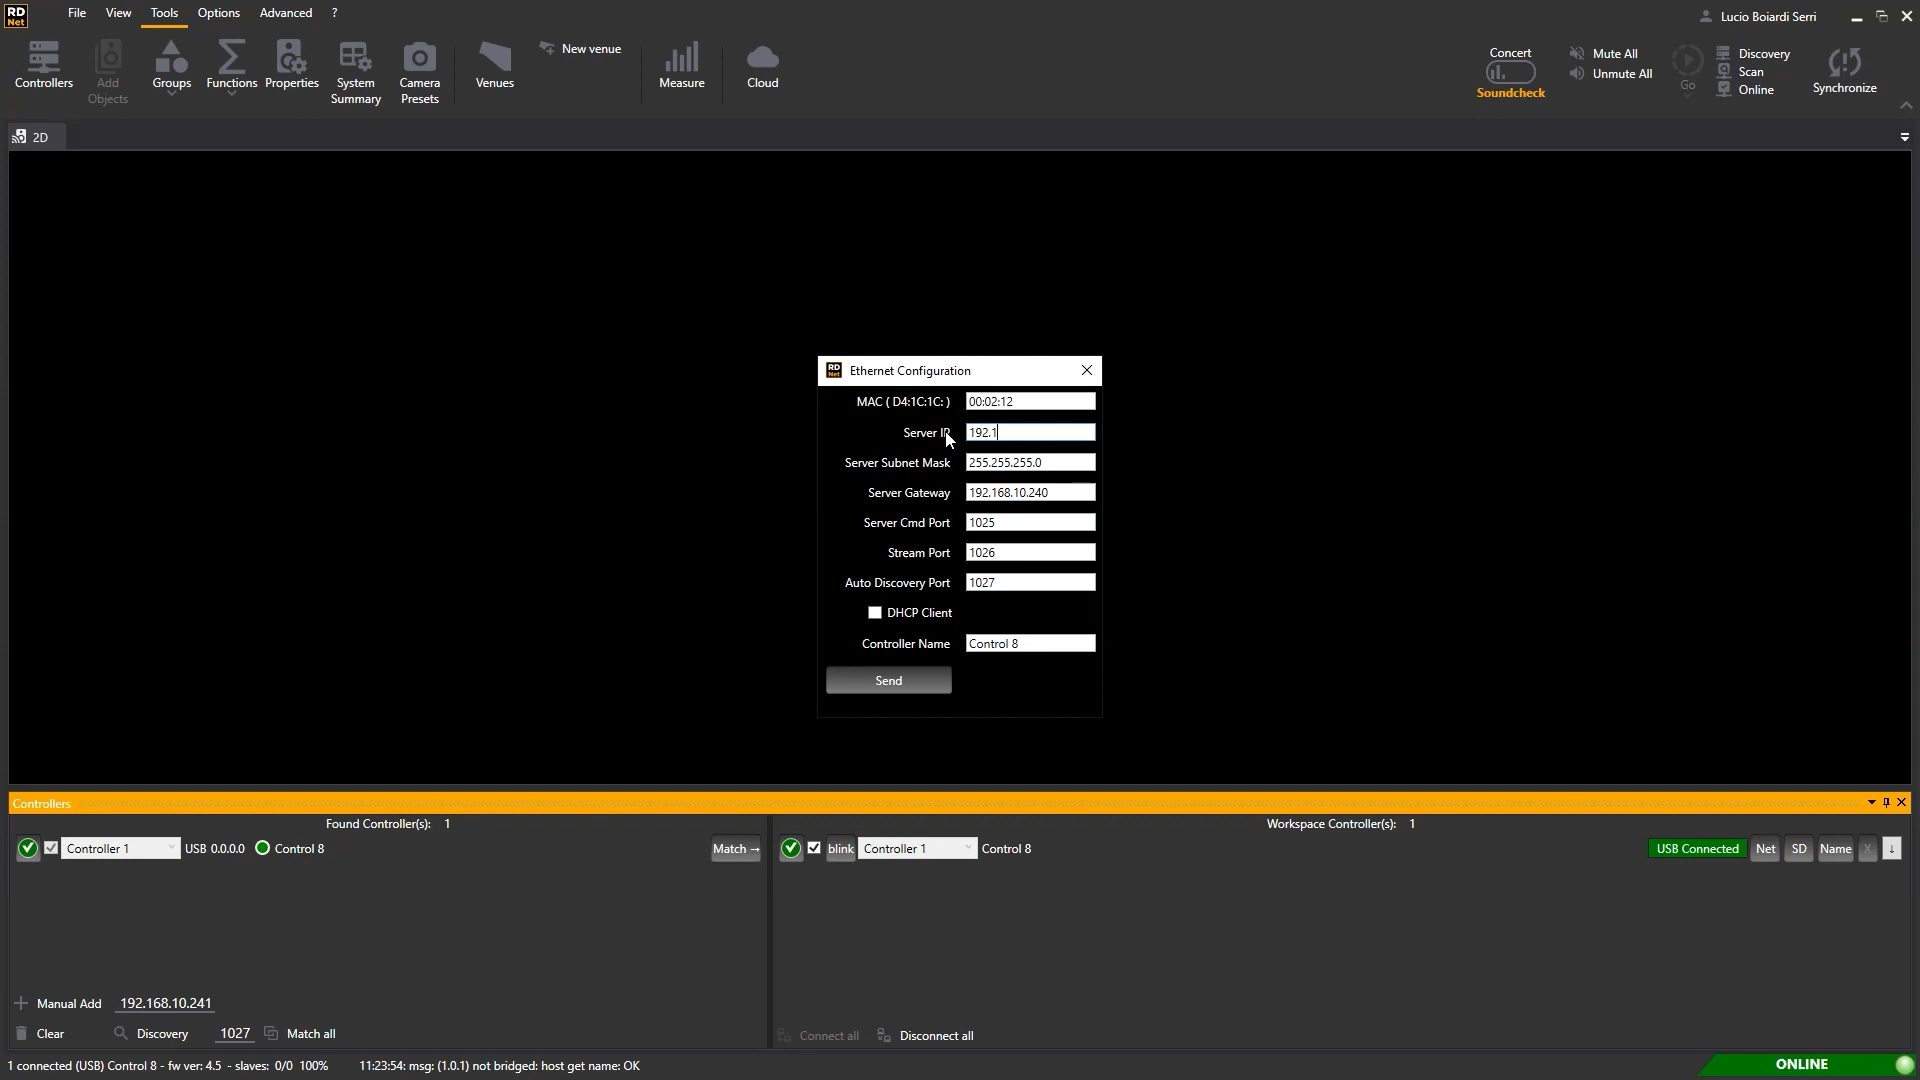 RD
Net
File View Tools Options Advanced ?
Lucio Boiardi Serri
Controllers
Add
Objects
Groups
Functions
Properties
System
Summary
Camera
Presets
Venues
New venue
Measure
Cloud
Concert
Soundcheck
Mute All
Unmute All
Go
Discovery
Scan
Online
Synchronize
2D
RD
Net
Ethernet Configuration
MAC ( D4:1C:1C: ) 00:02:12
Server IP 192.1
Server Subnet Mask 255.255.255.0
Server Gateway 192.168.10.240
Server Cmd Port 1025
Stream Port 1026
Auto Discovery Port 1027
DHCP Client
Controller Name Control 8
Send
Controllers
Found Controller(s): 1
Controller 1 USB 0.0.0.0 Control 8 Match →
Manual Add 192.168.10.241
Clear Discovery 1027 Match all
Workspace Controller(s): 1
blink Controller 1 Control 8 USB Connected Net SD Name X ↓
Connect all Disconnect all
1 connected (USB) Control 8 - fw ver: 4.5 - slaves: 0/0 100% 11:23:54: msg: (1.0.1) not bridged: host get name: OK
ONLINE